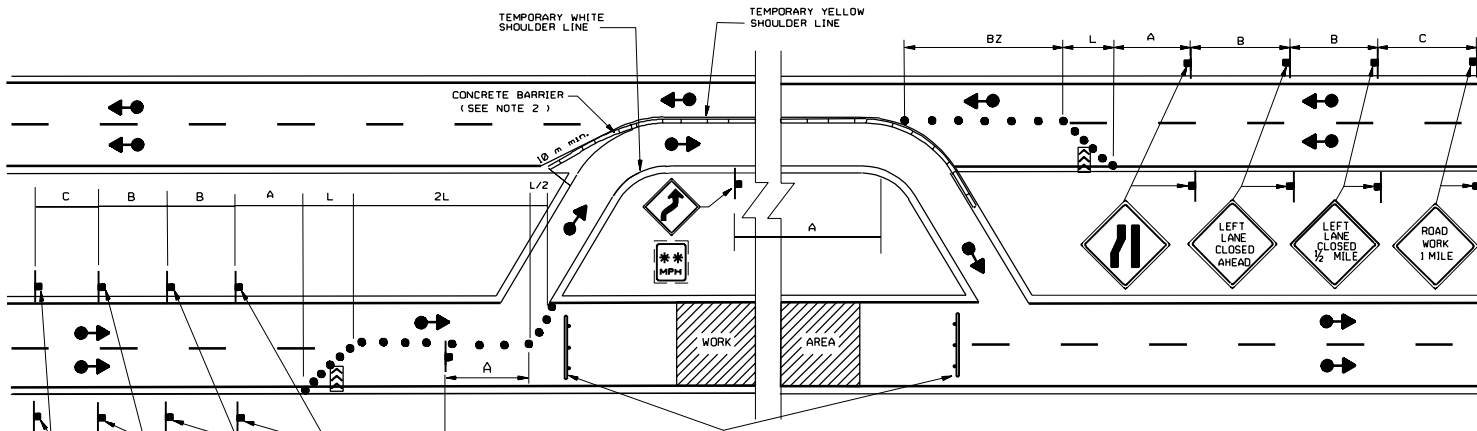 TEMPORARY WHITE
SHOULDER LINE
TEMPORARY YELLOW
SHOULDER LINE
BZ
L
A
B
B
C
CONCRETE BARRIER
( SEE NOTE 2 )
10 m min.
L/2
C
B
B
A
L
2L
A
**
MPH
LEFT
LANE
CLOSED
AHEAD
LEFT
LANE
CLOSED
½ MILE
ROAD
WORK
1 MILE
WORK
AREA
A